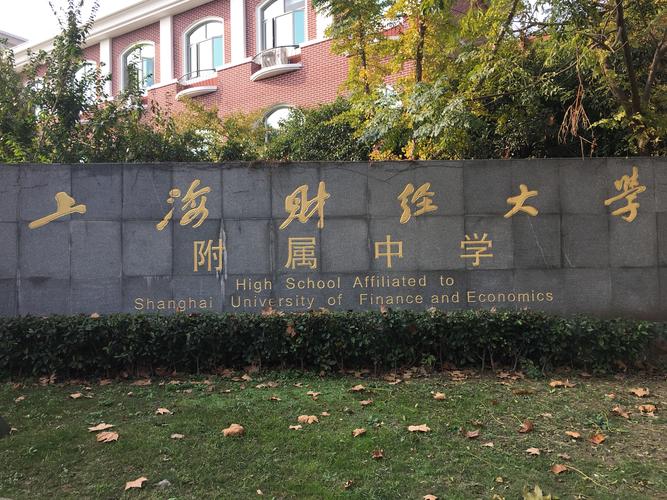 上海财经大学
附属中学
High School Affiliated to
Shanghai University of Finance and Economics